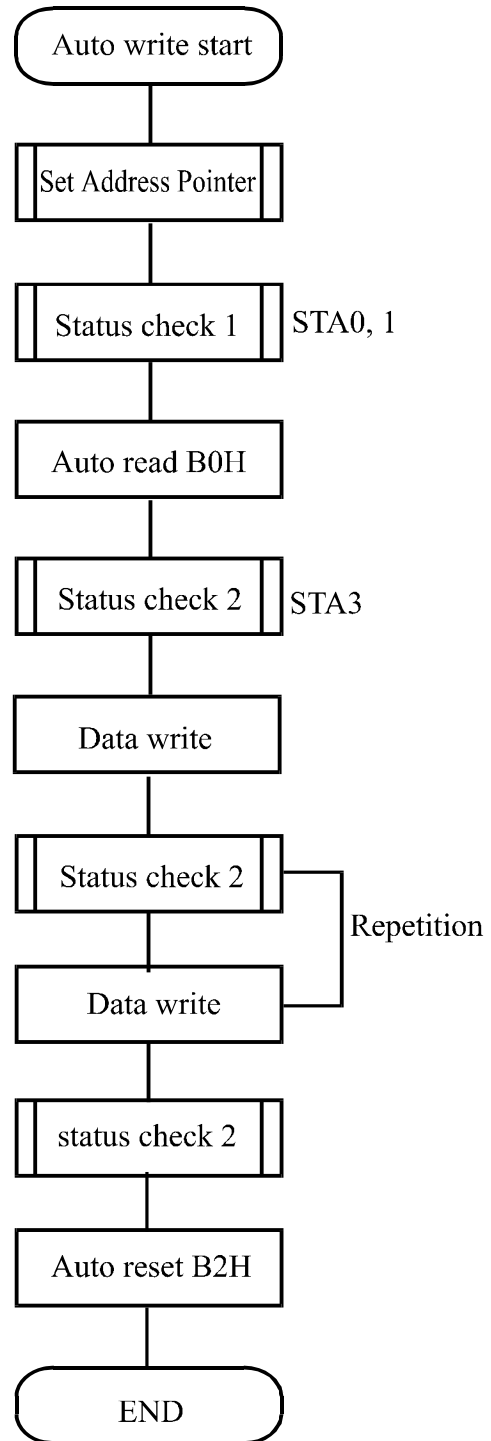 Auto write start
Set Address Pointer
Status check 1
STA0, 1
Auto read B0H
Status check 2
STA3
Data write
Status check 2
Repetition
Data write
status check 2
Auto reset B2H
END